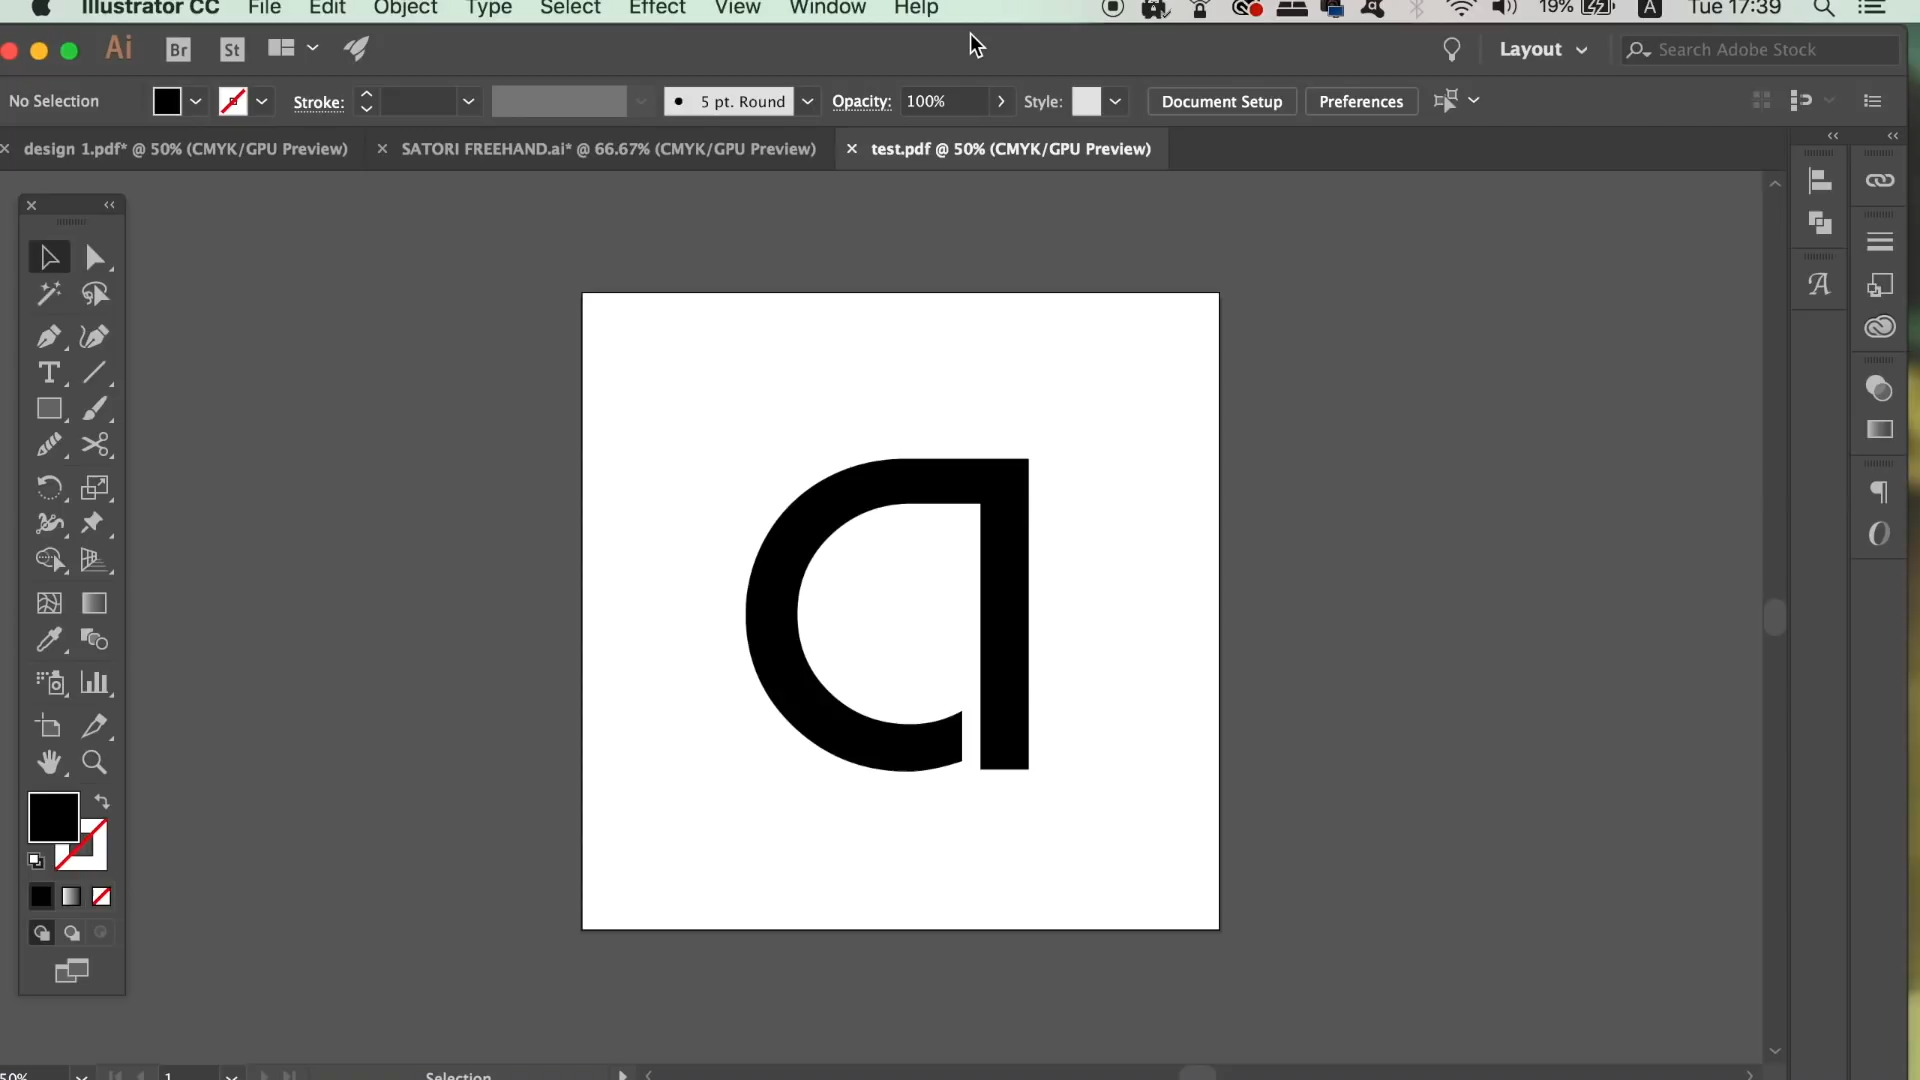 Illustrator CC File Edit Object Type Select Effect View Window Help 19% A Tue 17:39
Ai Br St Layout Search Adobe Stock
No Selection Stroke: 5 pt. Round Opacity: 100% Style: Document Setup Preferences
design 1.pdf* @ 50% (CMYK/GPU Preview) SATORI FREEHAND.ai* @ 66.67% (CMYK/GPU Preview) test.pdf @ 50% (CMYK/GPU Preview)
50% 1 Selection